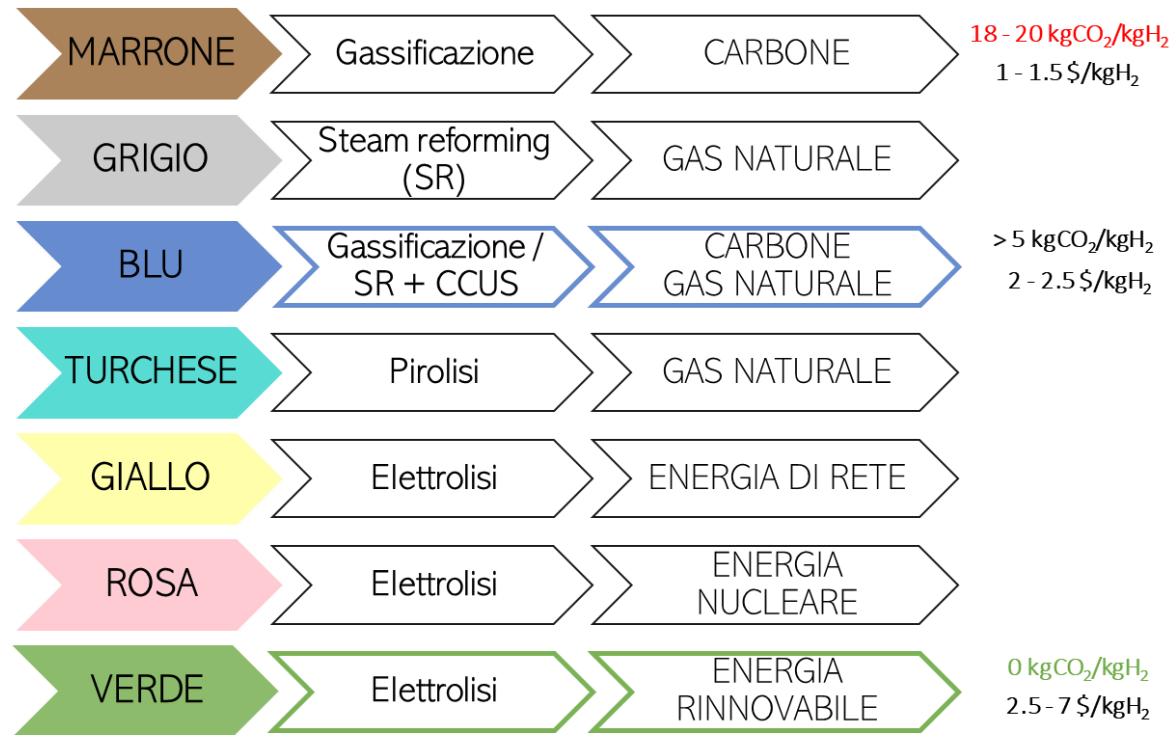 MARRONE
Gassificazione
CARBONE
18 - 20 kgCO₂/kgH₂
1 - 1.5 $/kgH₂
GRIGIO
Steam reforming
(SR)
GAS NATURALE
BLU
Gassificazione /
SR + CCUS
CARBONE
GAS NATURALE
> 5 kgCO₂/kgH₂
2 - 2.5 $/kgH₂
TURCHESE
Pirolisi
GAS NATURALE
GIALLO
Elettrolisi
ENERGIA DI RETE
ROSA
Elettrolisi
ENERGIA
NUCLEARE
VERDE
Elettrolisi
ENERGIA
RINNOVABILE
0 kgCO₂/kgH₂
2.5 - 7 $/kgH₂